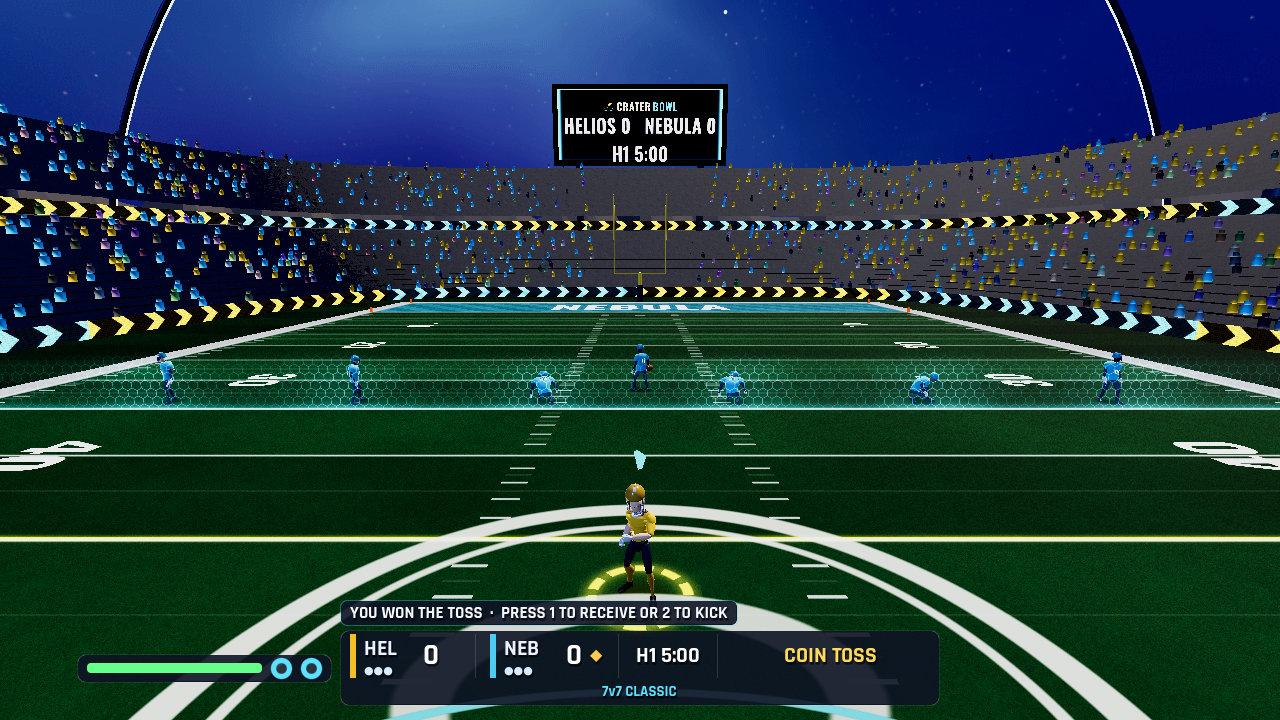 CRATER BOWL
HELIOS 0 NEBULA 0
H1 5:00
NEBULA
YOU WON THE TOSS · PRESS 1 TO RECEIVE OR 2 TO KICK
HEL 0 NEB 0 H1 5:00 COIN TOSS
7v7 CLASSIC